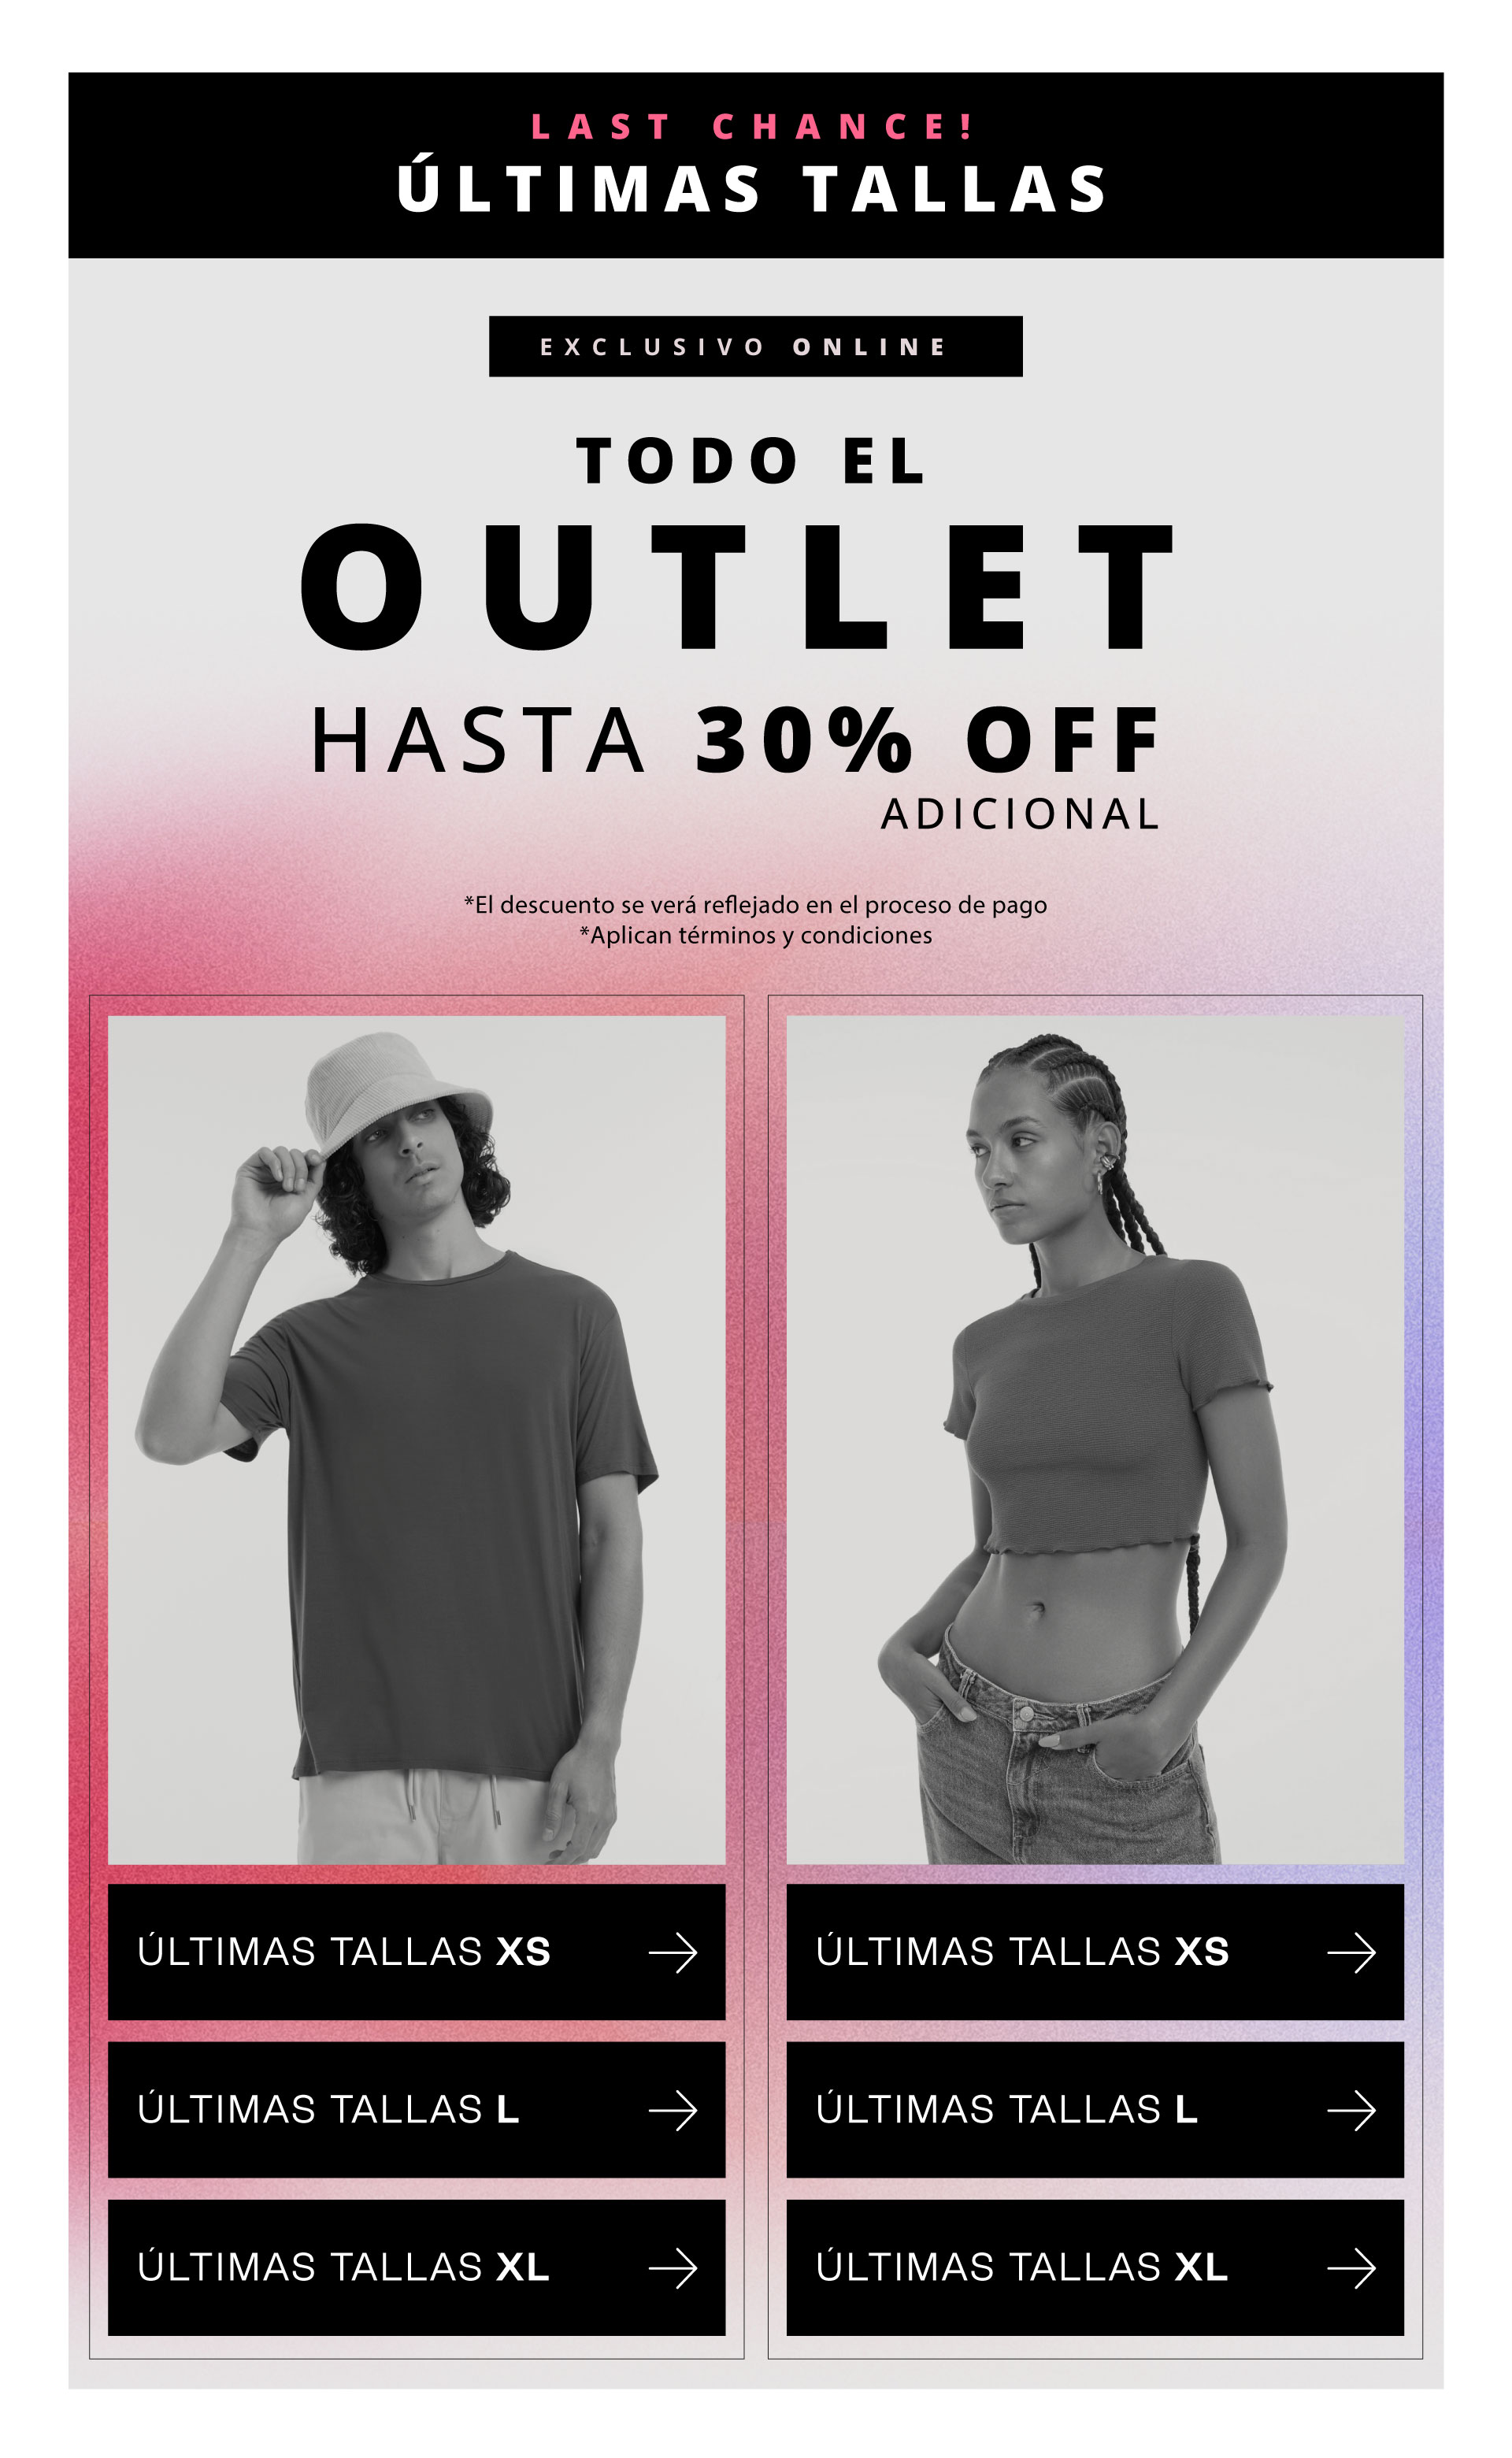 LAST CHANCE!
ÚLTIMAS TALLAS
EXCLUSIVO ONLINE
TODO EL
OUTLET
HASTA 30% OFF
ADICIONAL
*El descuento se verá reflejado en el proceso de pago
*Aplican términos y condiciones
ÚLTIMAS TALLAS XS
ÚLTIMAS TALLAS L
ÚLTIMAS TALLAS XL
ÚLTIMAS TALLAS XS
ÚLTIMAS TALLAS L
ÚLTIMAS TALLAS XL